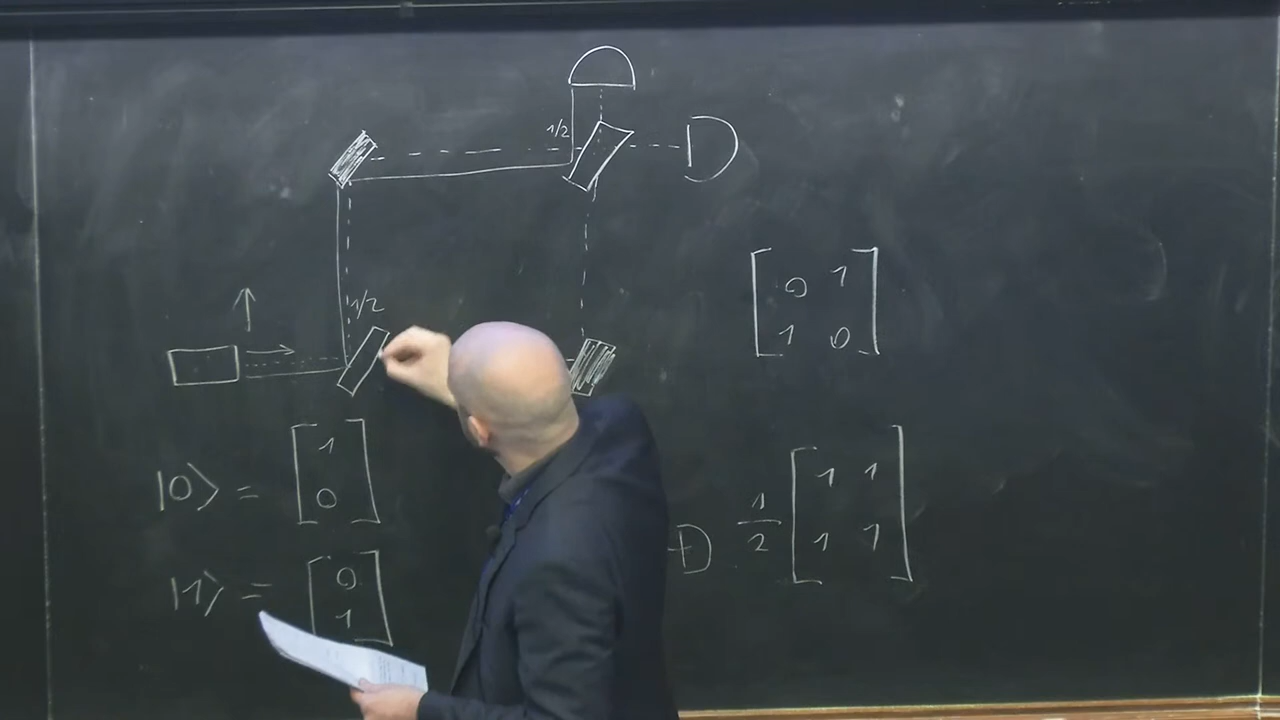 1/2
D
1/2
[0 1
1 0]
|0⟩ = [1
0]
|1⟩ = [0
1]
D 1/2 [1 1
1 1]